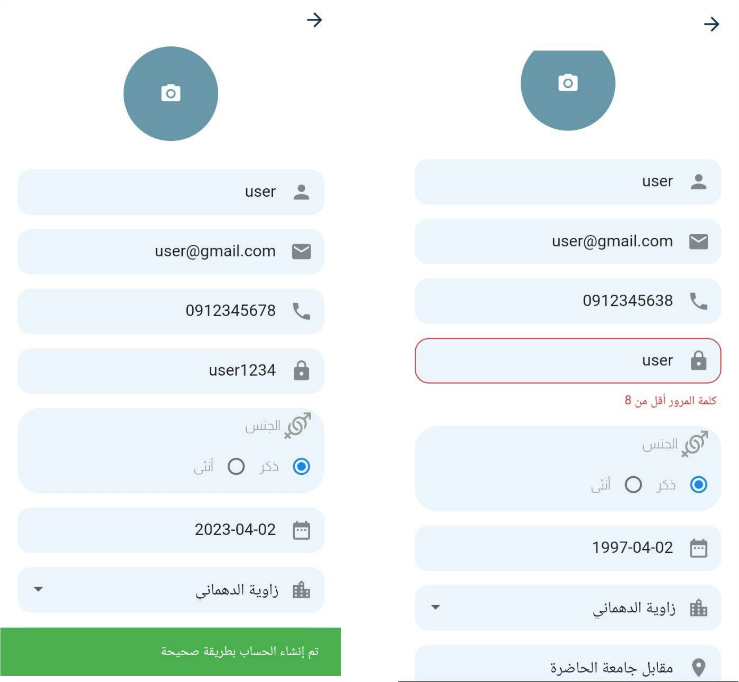 user
user@gmail.com
0912345678
user1234
الجنس
ذكر
أنثى
2023-04-02
زاوية الدهماني
تم إنشاء الحساب بطريقة صحيحة
user
user@gmail.com
0912345638
user
كلمة المرور أقل من 8
الجنس
ذكر
أنثى
1997-04-02
زاوية الدهماني
مقابل جامعة الحاضرة